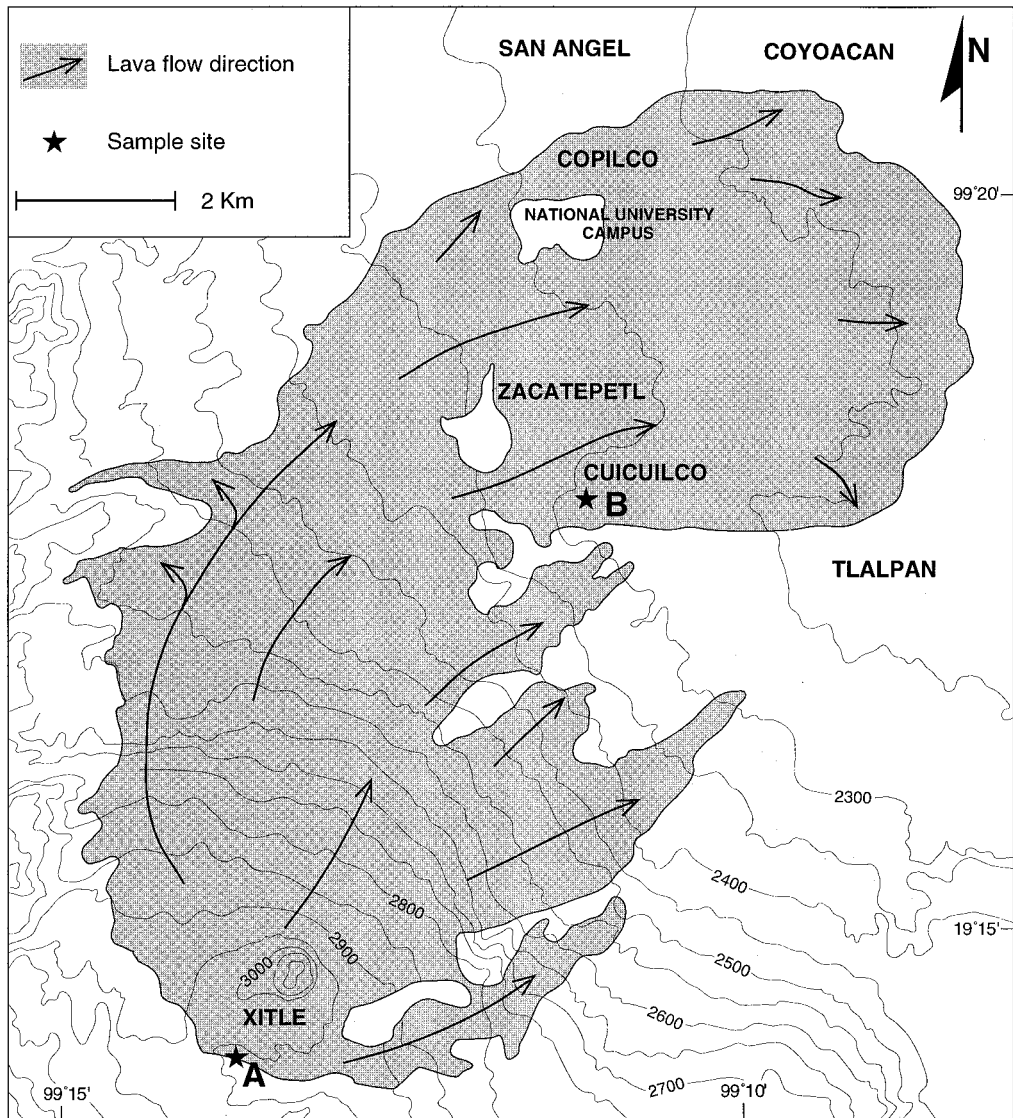 SAN ANGEL
COYOACAN
N
Lava flow direction
Sample site
2 Km
COPILCO
99°20'
NATIONAL UNIVERSITY
CAMPUS
ZACATEPETL
CUICUILCO
B
TLALPAN
2300
2400
2800
2900
19°15'
3000
2500
2600
XITLE
A
2700
99°15'
99°10'